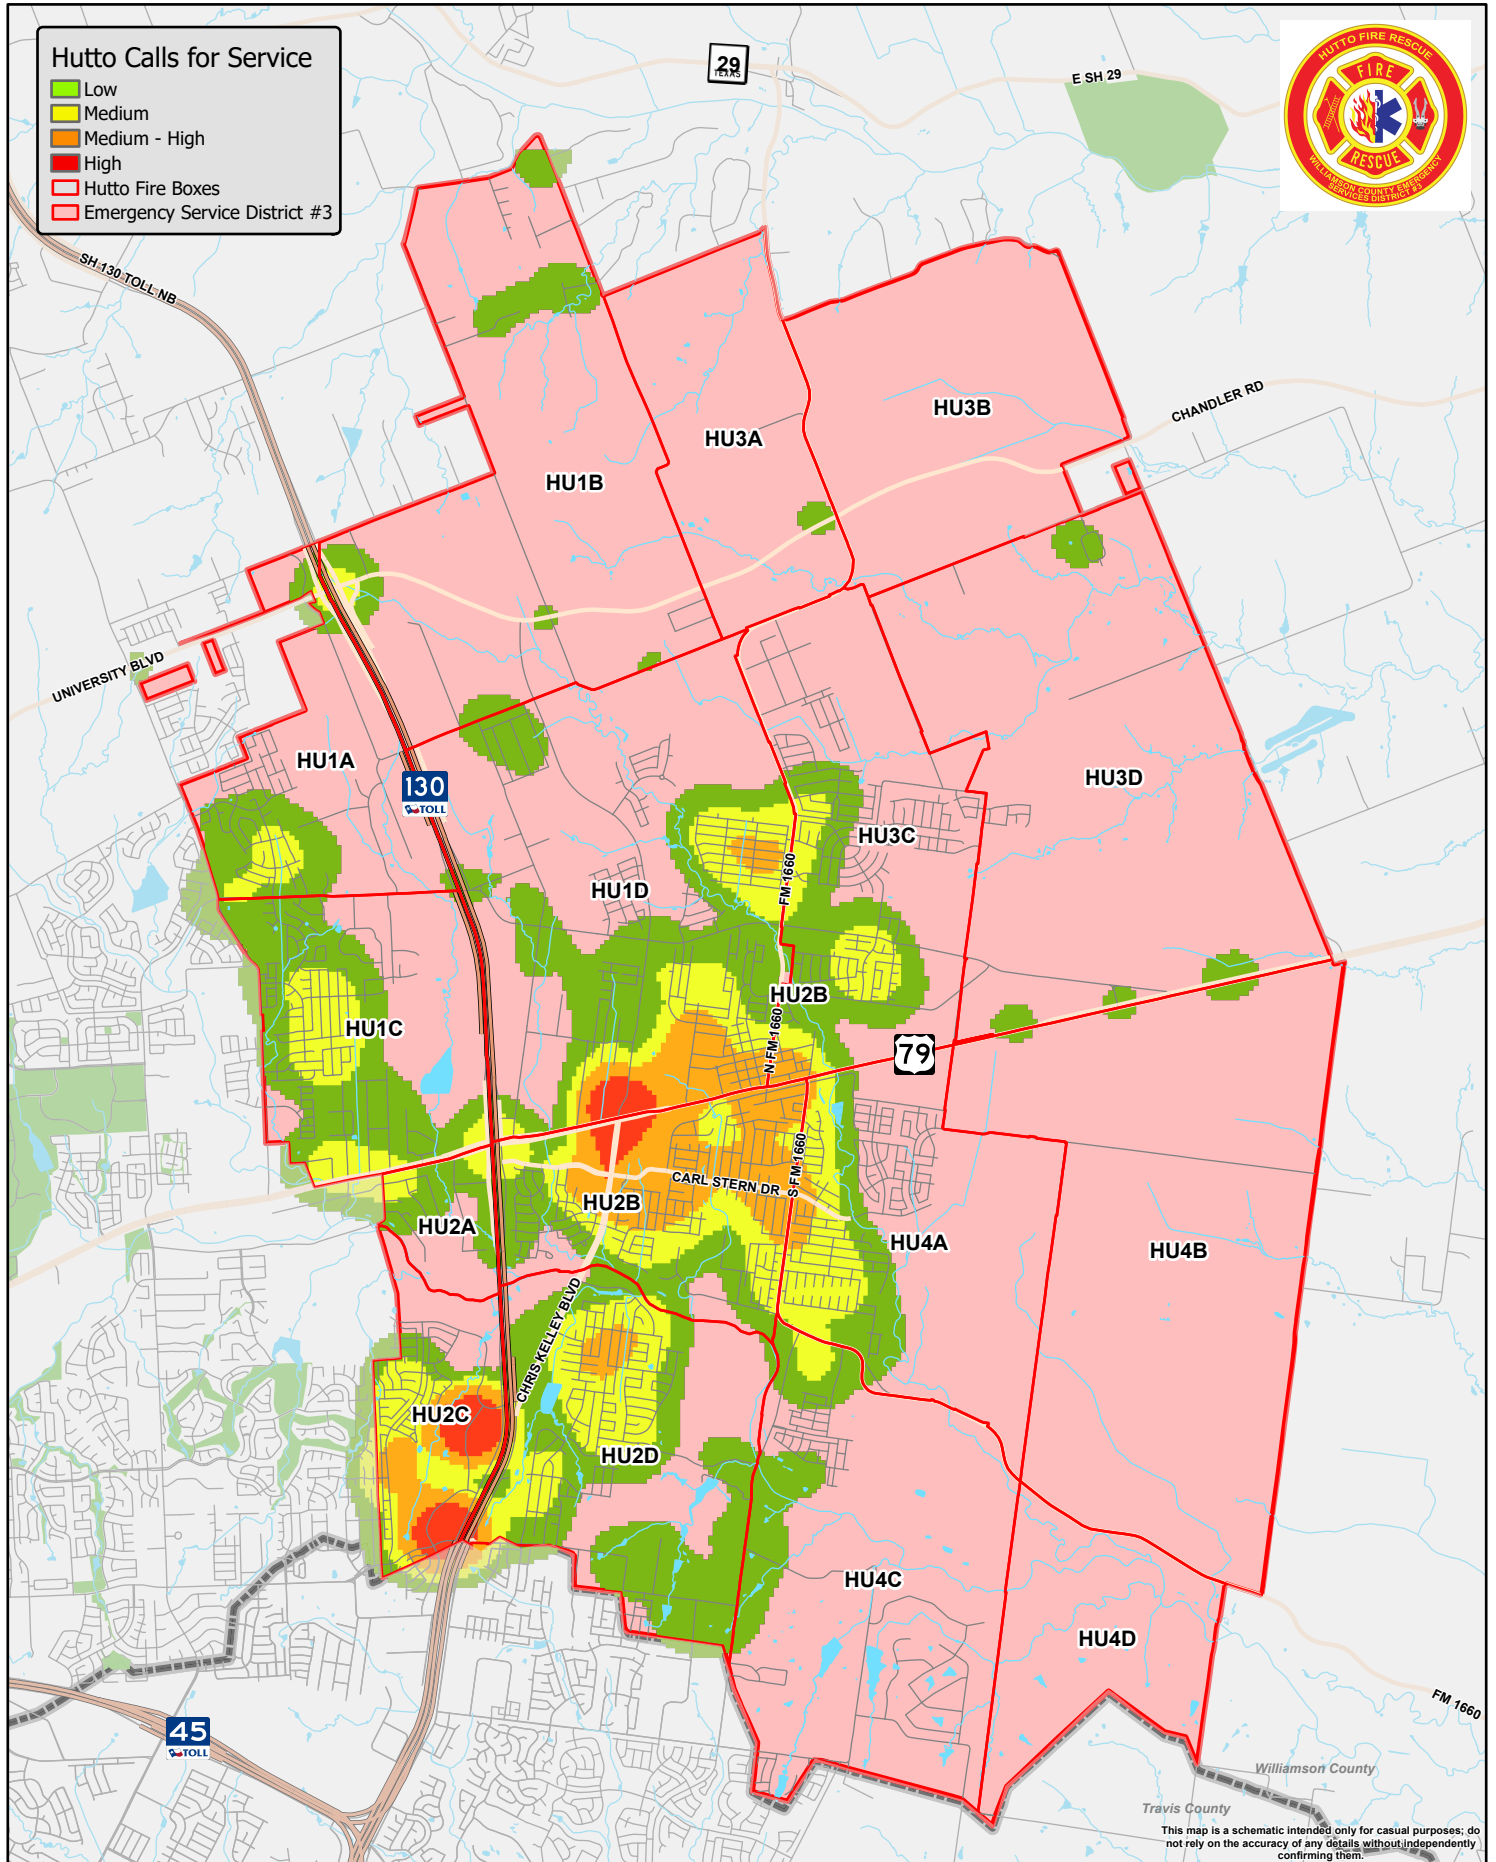 Hutto Calls for Service
Low
Medium
Medium - High
High
Hutto Fire Boxes
Emergency Service District #3
29
TEXAS
E SH 29
HUTTO FIRE RESCUE
FIRE
RESCUE
WILLIAMSON COUNTY EMERGENCY
SERVICES DISTRICT #3
SH 130 TOLL NB
CHANDLER RD
HU3B
HU3A
HU1B
UNIVERSITY BLVD
HU1A
130
TOLL
HU3D
HU3C
FM 1660
HU1D
HU2B
HU1C
N FM 1660
79
S FM 1660
CARL STERN DR
HU2B
HU2A
HU4A
HU4B
CHRIS KELLEY BLVD
HU2C
HU2D
HU4C
HU4D
FM 1660
45
TOLL
Williamson County
Travis County
This map is a schematic intended only for casual purposes; do
not rely on the accuracy of any details without independently
confirming them.